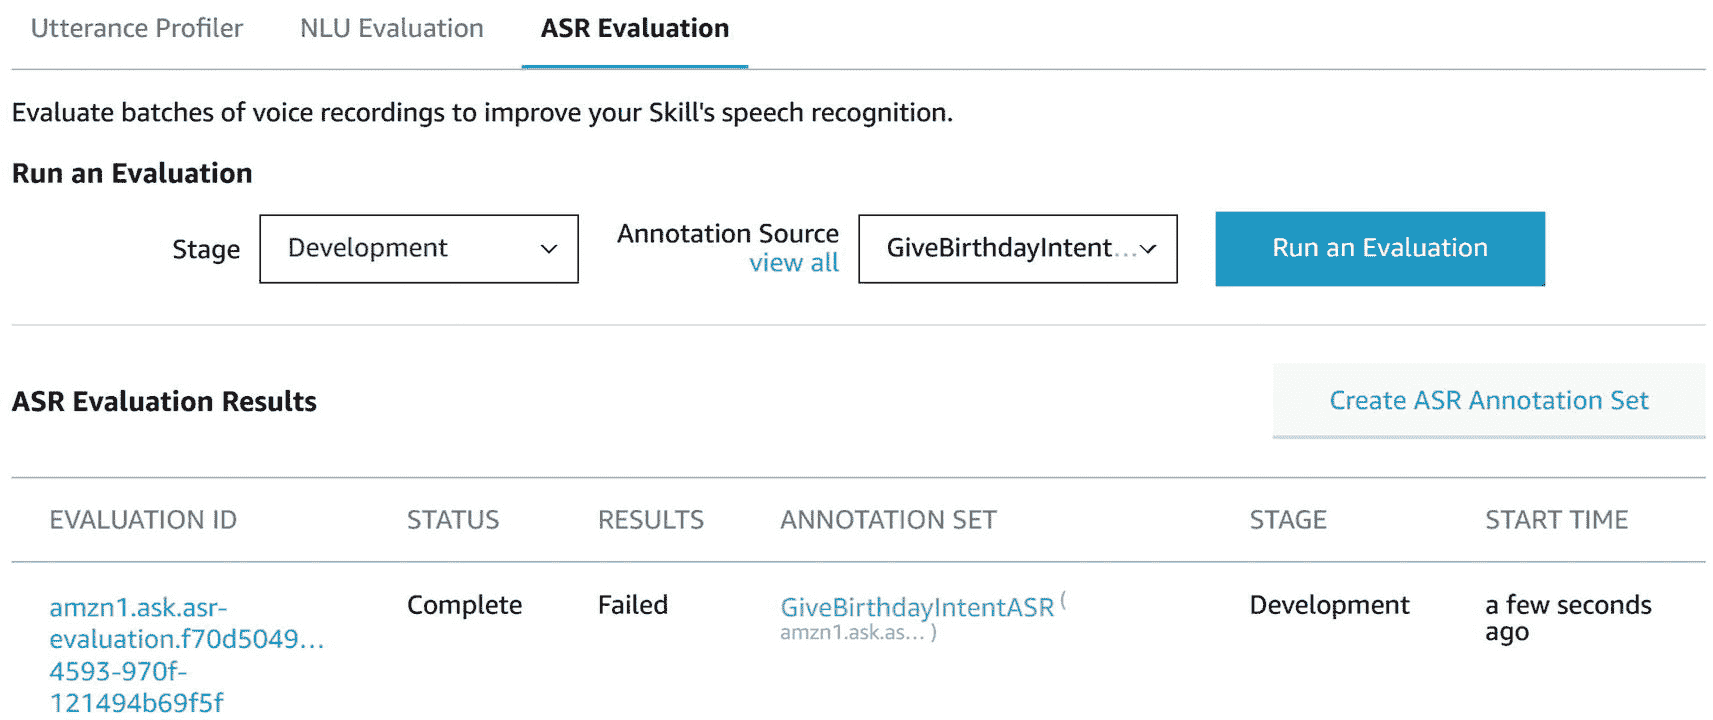 Utterance Profiler NLU Evaluation ASR Evaluation
Evaluate batches of voice recordings to improve your Skill's speech recognition.
Run an Evaluation
Stage Development Annotation Source view all GiveBirthdayIntent... Run an Evaluation
ASR Evaluation Results Create ASR Annotation Set
EVALUATION ID STATUS RESULTS ANNOTATION SET STAGE START TIME
amzn1.ask.asr- Complete Failed GiveBirthdayIntentASR ( Development a few seconds
evaluation.f70d5049... amzn1.ask.as... ) ago
4593-970f-
121494b69f5f